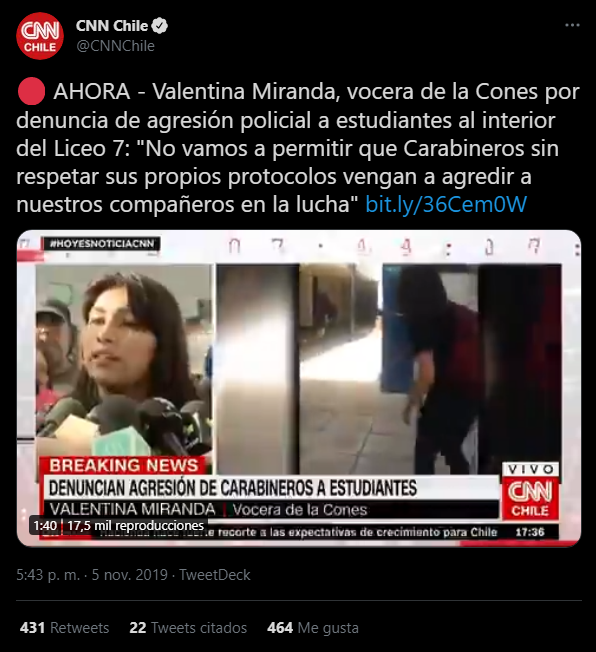 CNN Chile
@CNNChile
CNN
CHILE
🔴 AHORA - Valentina Miranda, vocera de la Cones por
denuncia de agresión policial a estudiantes al interior
del Liceo 7: "No vamos a permitir que Carabineros sin
respetar sus propios protocolos vengan a agredir a
nuestros compañeros en la lucha" bit.ly/36Cem0W
#HOYESNOTICIACNN
BREAKING NEWS
DENUNCIAN AGRESIÓN DE CARABINEROS A ESTUDIANTES
VALENTINA MIRANDA | Vocera de la Cones
VIVO
CNN
CHILE
1:40 | 17,5 mil reproducciones
recorte a las expectativas de crecimiento para Chile
17:36
5:43 p. m. · 5 nov. 2019 · TweetDeck
431 Retweets 22 Tweets citados 464 Me gusta